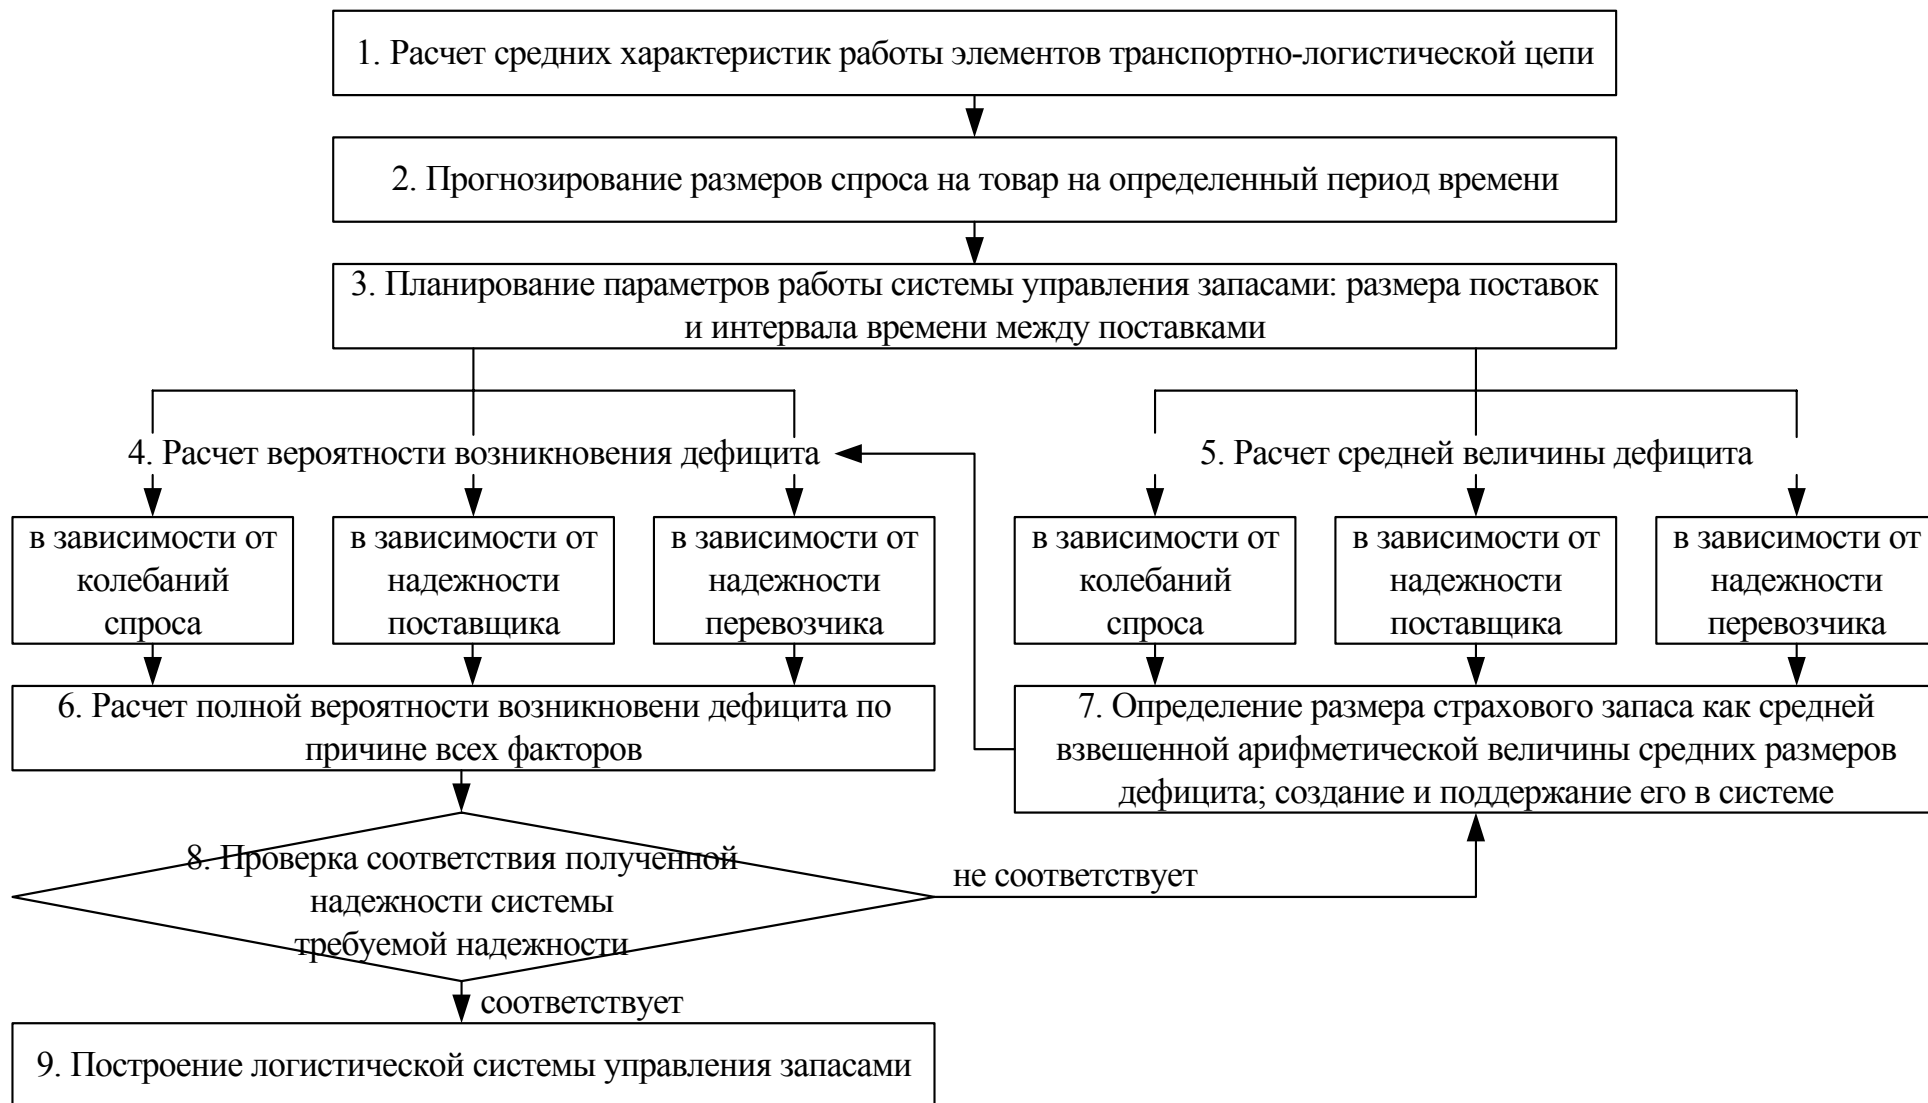 1. Расчет средних характеристик работы элементов транспортно-логистической цепи
2. Прогнозирование размеров спроса на товар на определенный период времени
3. Планирование параметров работы системы управления запасами: размера поставок
и интервала времени между поставками
4. Расчет вероятности возникновения дефицита
5. Расчет средней величины дефицита
в зависимости от
колебаний
спроса
в зависимости от
надежности
поставщика
в зависимости от
надежности
перевозчика
в зависимости от
колебаний
спроса
в зависимости от
надежности
поставщика
в зависимости от
надежности
перевозчика
6. Расчет полной вероятности возникновени дефицита по
причине всех факторов
7. Определение размера страхового запаса как средней
взвешенной арифметической величины средних размеров
дефицита; создание и поддержание его в системе
8. Проверка соответствия полученной
надежности системы
требуемой надежности
не соответствует
соответствует
9. Построение логистической системы управления запасами